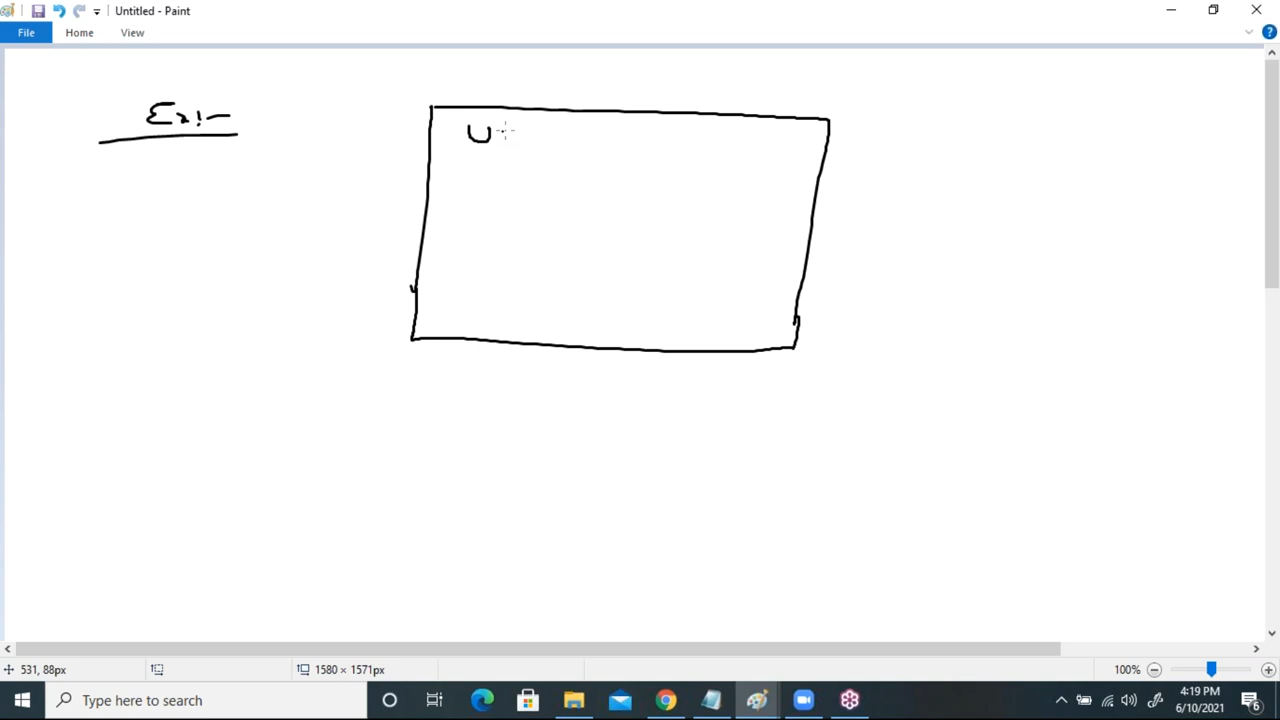 Untitled - Paint
File Home View
Ex:-
U
531, 88px
1580 × 1571px
100%
Type here to search
4:19 PM
6/10/2021
6